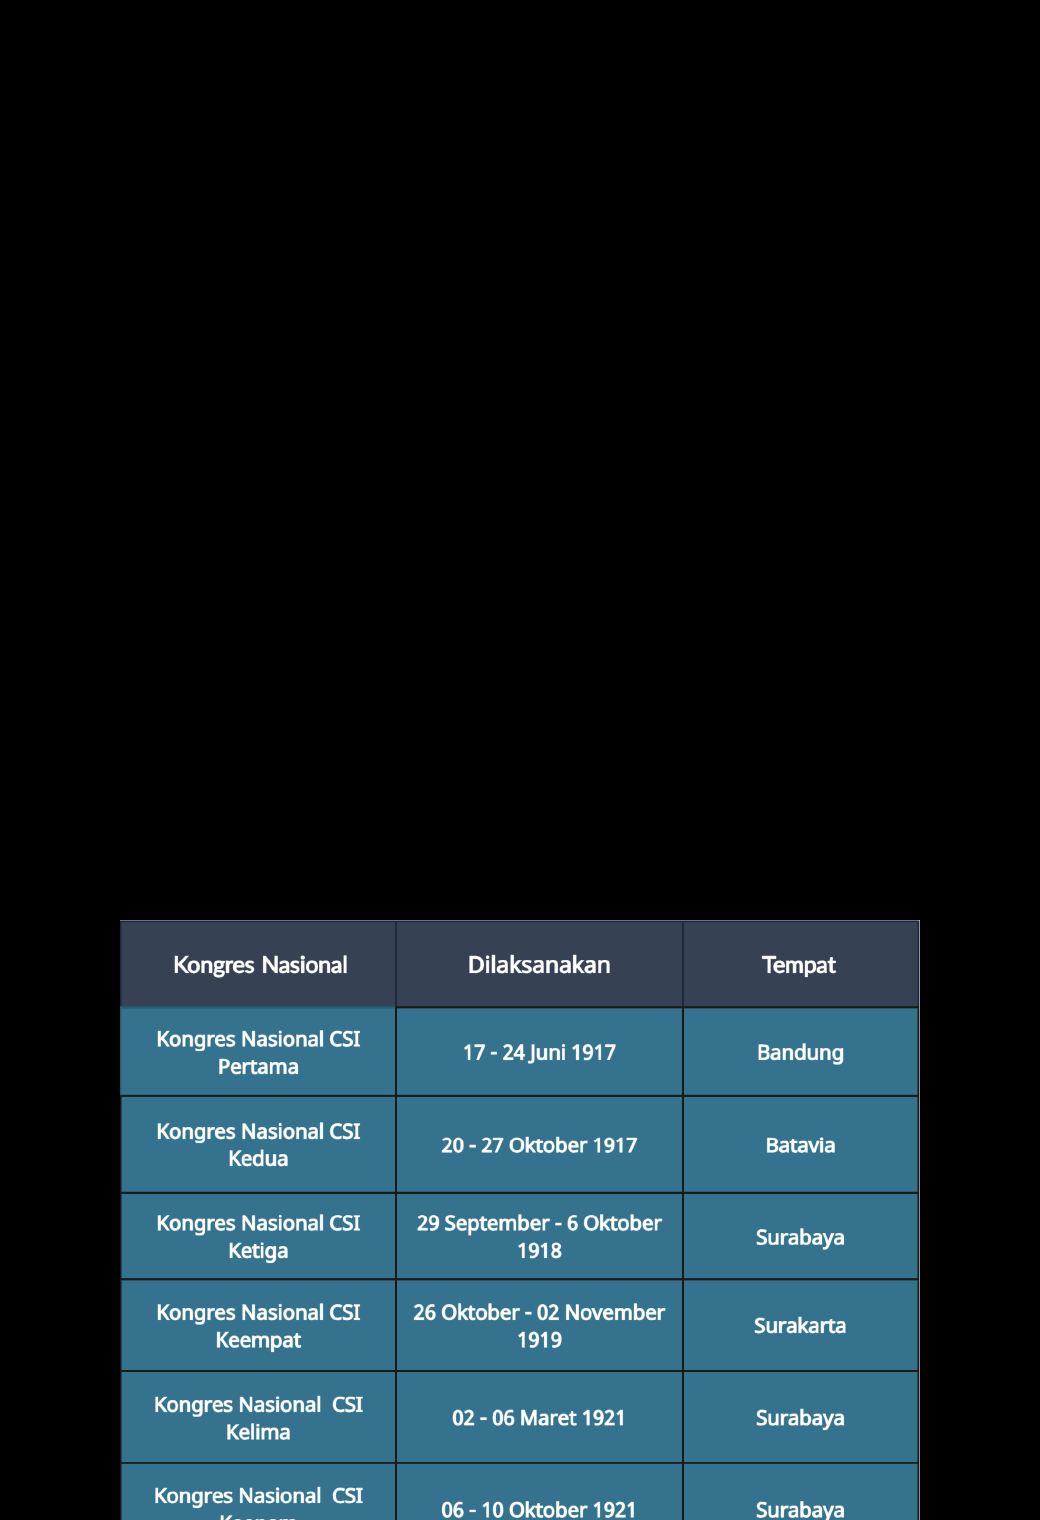 Kongres Nasional
Dilaksanakan
Tempat
Kongres Nasional CSI
Pertama
17 - 24 Juni 1917
Bandung
Kongres Nasional CSI
Kedua
20 - 27 Oktober 1917
Batavia
Kongres Nasional CSI
Ketiga
29 September - 6 Oktober
1918
Surabaya
Kongres Nasional CSI
Keempat
26 Oktober - 02 November
1919
Surakarta
Kongres Nasional  CSI
Kelima
02 - 06 Maret 1921
Surabaya
Kongres Nasional  CSI
06 - 10 Oktober 1921
Surabaya